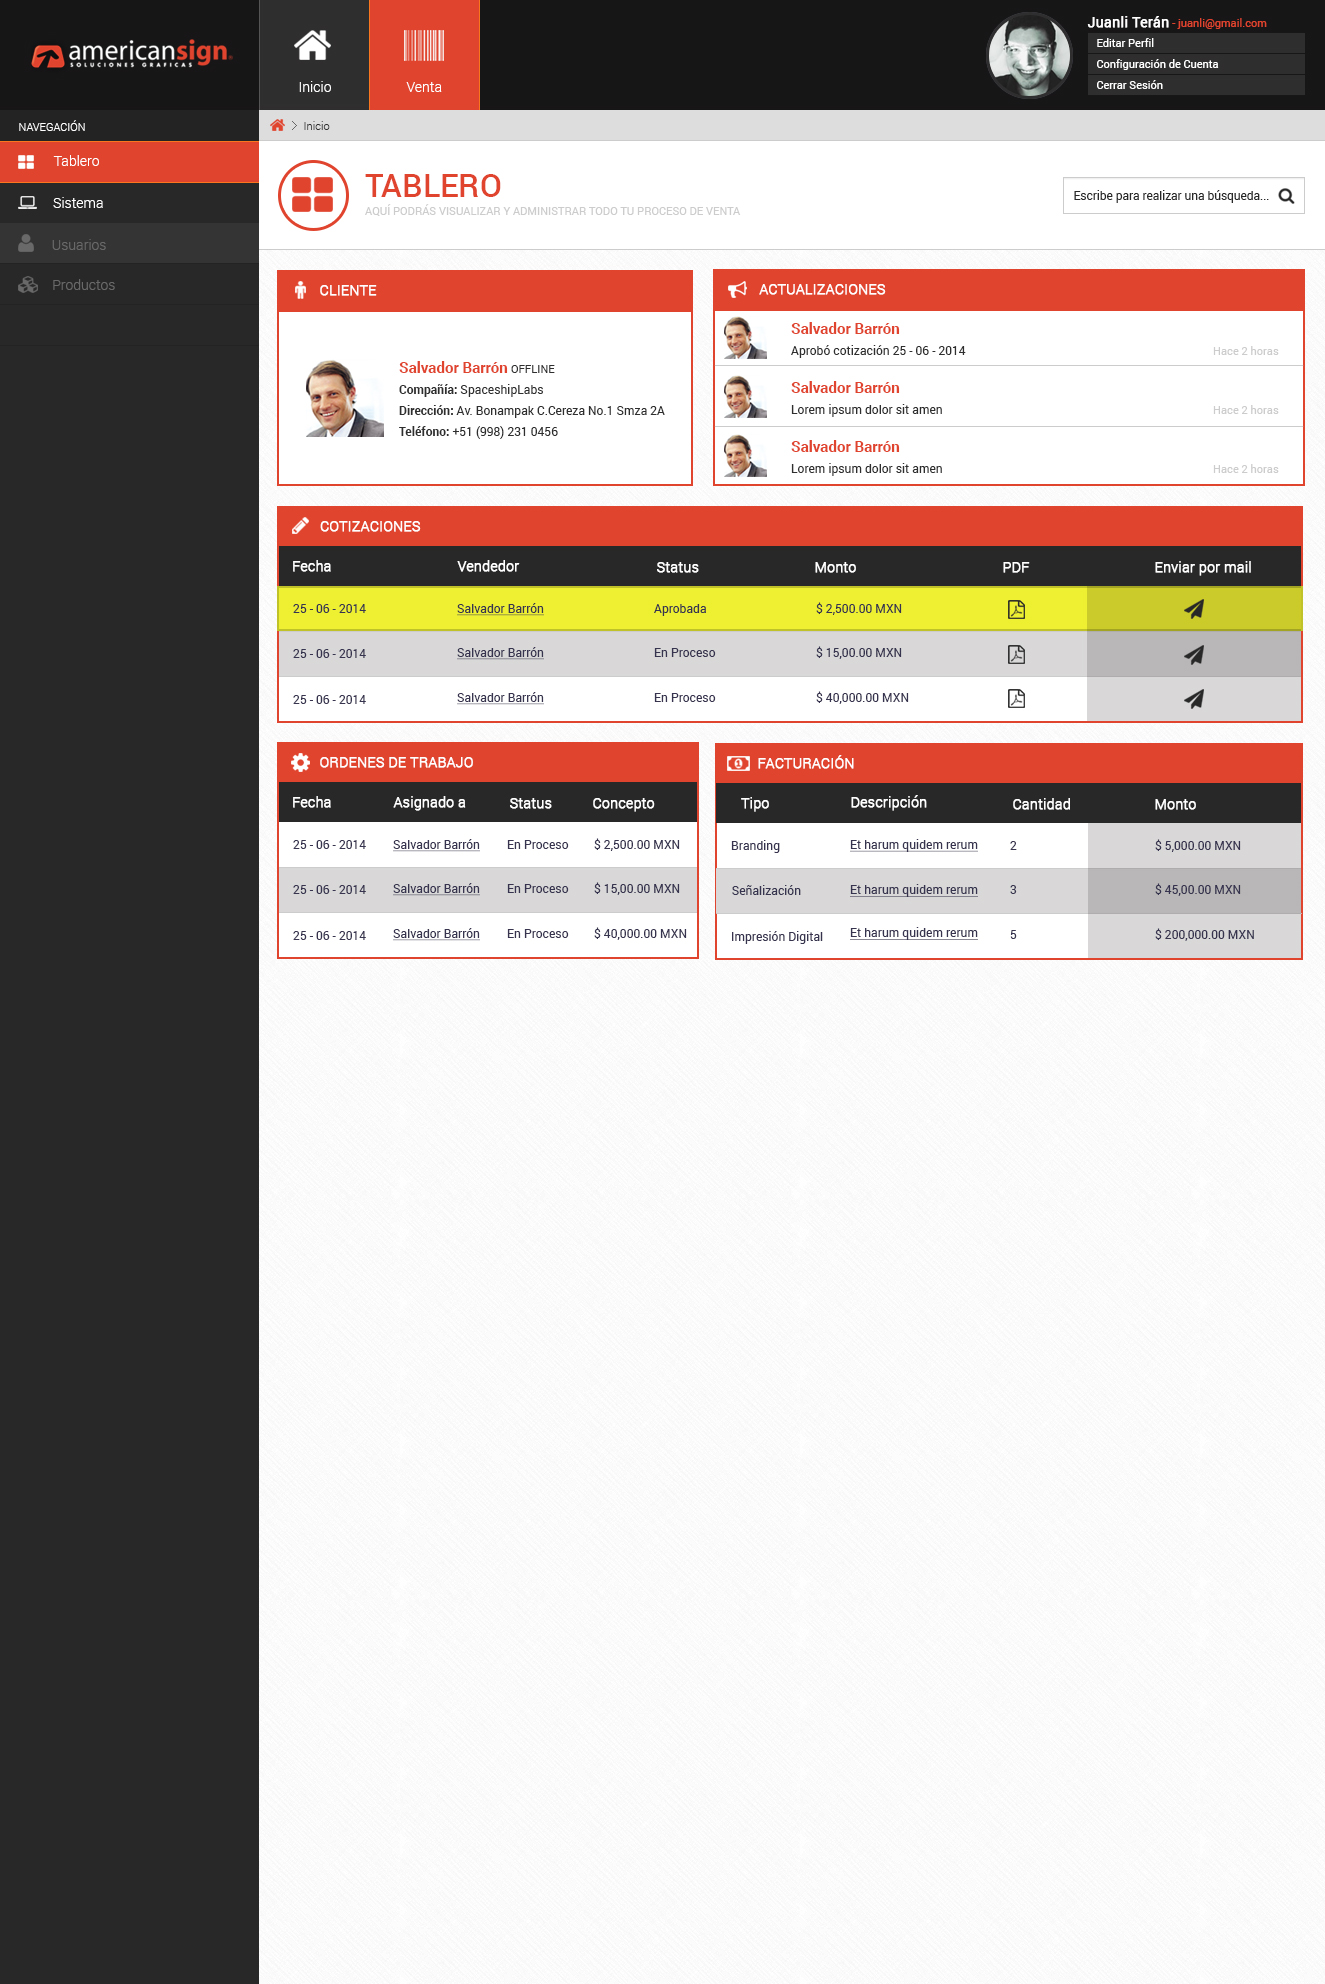 americansign
SOLUCIONES GRAFICAS
Inicio
Venta
Juanli Terán - juanli@gmail.com
Editar Perfil
Configuración de Cuenta
Cerrar Sesión
NAVEGACIÓN
Tablero
Sistema
Usuarios
Productos
Inicio
TABLERO
AQUÍ PODRÁS VISUALIZAR Y ADMINISTRAR TODO TU PROCESO DE VENTA
Escribe para realizar una búsqueda...
CLIENTE
Salvador Barrón OFFLINE
Compañía: SpaceshipLabs
Dirección: Av. Bonampak C.Cereza No.1 Smza 2A
Teléfono: +51 (998) 231 0456
ACTUALIZACIONES
Salvador Barrón
Aprobó cotización 25 - 06 - 2014 Hace 2 horas
Salvador Barrón
Lorem ipsum dolor sit amen Hace 2 horas
Salvador Barrón
Lorem ipsum dolor sit amen Hace 2 horas
COTIZACIONES
Fecha Vendedor Status Monto PDF Enviar por mail
25 - 06 - 2014 Salvador Barrón Aprobada $ 2,500.00 MXN
25 - 06 - 2014 Salvador Barrón En Proceso $ 15,00.00 MXN
25 - 06 - 2014 Salvador Barrón En Proceso $ 40,000.00 MXN
ORDENES DE TRABAJO
Fecha Asignado a Status Concepto
25 - 06 - 2014 Salvador Barrón En Proceso $ 2,500.00 MXN
25 - 06 - 2014 Salvador Barrón En Proceso $ 15,00.00 MXN
25 - 06 - 2014 Salvador Barrón En Proceso $ 40,000.00 MXN
FACTURACIÓN
Tipo Descripción Cantidad Monto
Branding Et harum quidem rerum 2 $ 5,000.00 MXN
Señalización Et harum quidem rerum 3 $ 45,00.00 MXN
Impresión Digital Et harum quidem rerum 5 $ 200,000.00 MXN